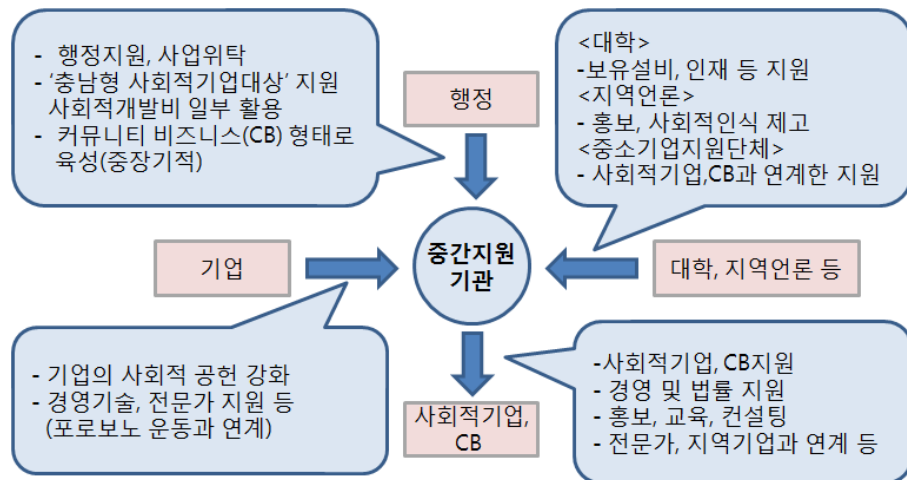 - 행정지원, 사업위탁
- ‘충남형 사회적기업대상’ 지원
사회적개발비 일부 활용
- 커뮤니티 비즈니스(CB) 형태로
육성(중장기적)
행정
<대학>
-보유설비, 인재 등 지원
<지역언론>
- 홍보, 사회적인식 제고
<중소기업지원단체>
- 사회적기업,CB과 연계한 지원
기업
중간지원
기관
대학, 지역언론 등
- 기업의 사회적 공헌 강화
- 경영기술, 전문가 지원 등
(포로보노 운동과 연계)
사회적기업,
CB
-사회적기업, CB지원
- 경영 및 법률 지원
- 홍보, 교육, 컨설팅
- 전문가, 지역기업과 연계 등